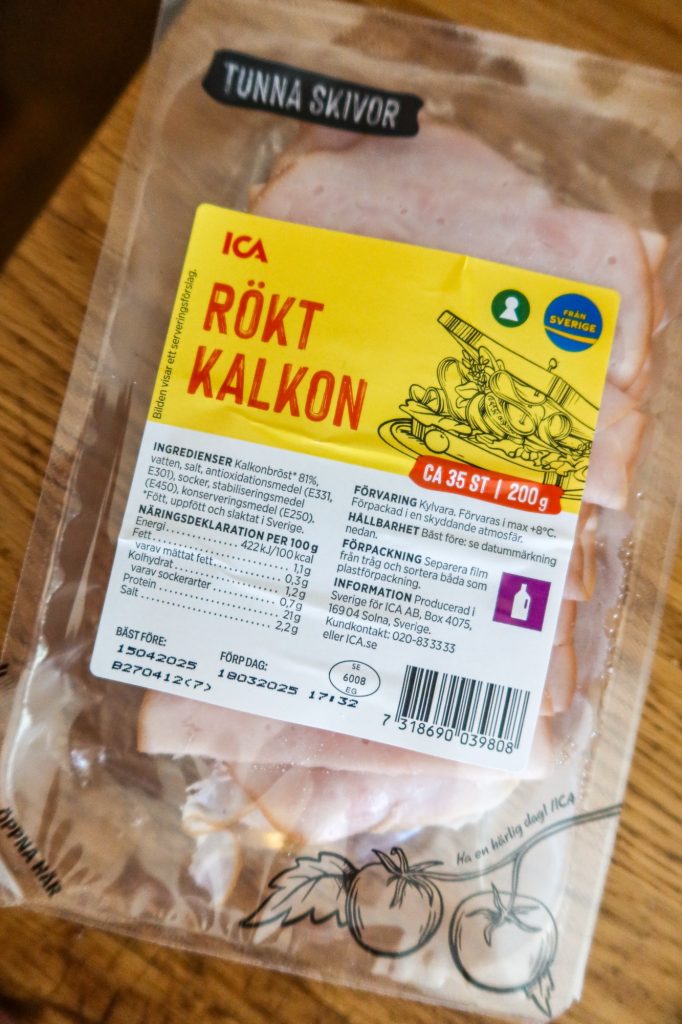 TUNNA SKIVOR
ICA
RÖKT
KALKON
FRÅN
SVERIGE
Bilden visar ett serveringsförslag.
CA 35 ST | 200 g
INGREDIENSER Kalkonbröst* 81%,
vatten, salt, antioxidationsmedel (E331,
E301), socker, stabiliseringsmedel
(E450), konserveringsmedel (E250).
*Fött, uppfött och slaktat i Sverige.
NÄRINGSDEKLARATION PER 100 g
Energi 422 kJ/100 kcal
Fett 1,1 g
varav mättat fett 0,3 g
Kolhydrat 1,2 g
varav sockerarter 0,7 g
Protein 21 g
Salt 2,2 g
FÖRVARING Kylvara. Förvaras i max +8°C.
Förpackad i en skyddande atmosfär.
HÅLLBARHET Bäst före: se datummärkning
nedan.
FÖRPACKNING Separera film
från tråg och sortera båda som
plastförpackning.
INFORMATION Producerad i
Sverige för ICA AB, Box 4075,
169 04 Solna, Sverige.
Kundkontakt: 020-83 33 33
eller ICA.se
BÄST FÖRE:
15042025
B270412(7)
FÖRP DAG:
18032025 17:32
SE
6008
EG
7 318690 039808
ÖPPNA HÄR
Ha en härlig dag! /ICA